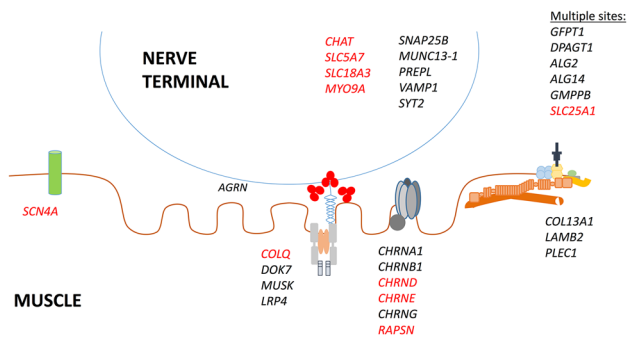 NERVE
TERMINAL
CHAT
SLC5A7
SLC18A3
MYO9A
SNAP25B
MUNC13-1
PREPL
VAMP1
SYT2
Multiple sites:
GFPT1
DPAGT1
ALG2
ALG14
GMPPB
SLC25A1
SCN4A
AGRN
COLQ
DOK7
MUSK
LRP4
CHRNA1
CHRNB1
CHRND
CHRNE
CHRNG
RAPSN
COL13A1
LAMB2
PLEC1
MUSCLE